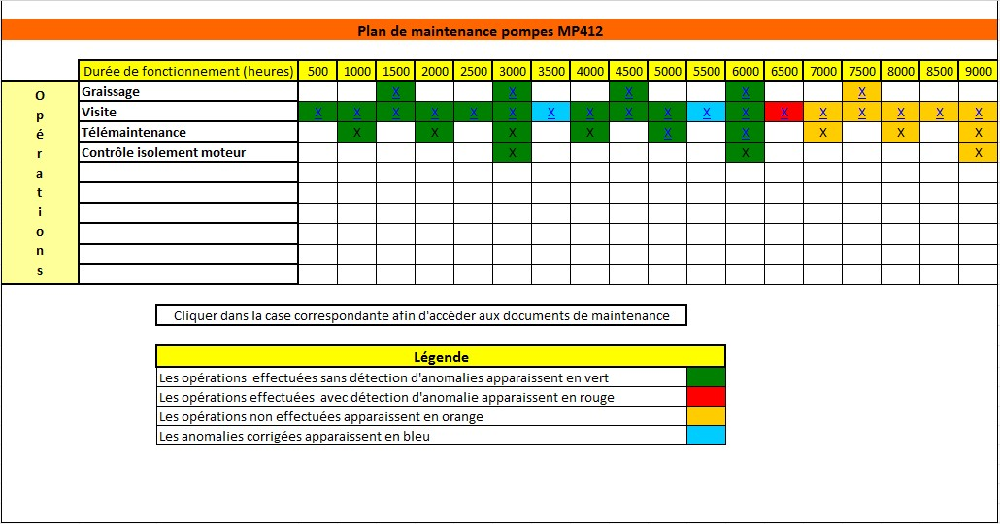 Plan de maintenance pompes MP412
Durée de fonctionnement (heures) 500 1000 1500 2000 2500 3000 3500 4000 4500 5000 5500 6000 6500 7000 7500 8000 8500 9000
Opérations
Graissage X X X X X
Visite X X X X X X X X X X X X X X X X X X
Télémaintenance X X X X X X X X X
Contrôle isolement moteur X X X
Cliquer dans la case correspondante afin d'accéder aux documents de maintenance
Légende
Les opérations effectuées sans détection d'anomalies apparaissent en vert
Les opérations effectuées avec détection d'anomalie apparaissent en rouge
Les opérations non effectuées apparaissent en orange
Les anomalies corrigées apparaissent en bleu